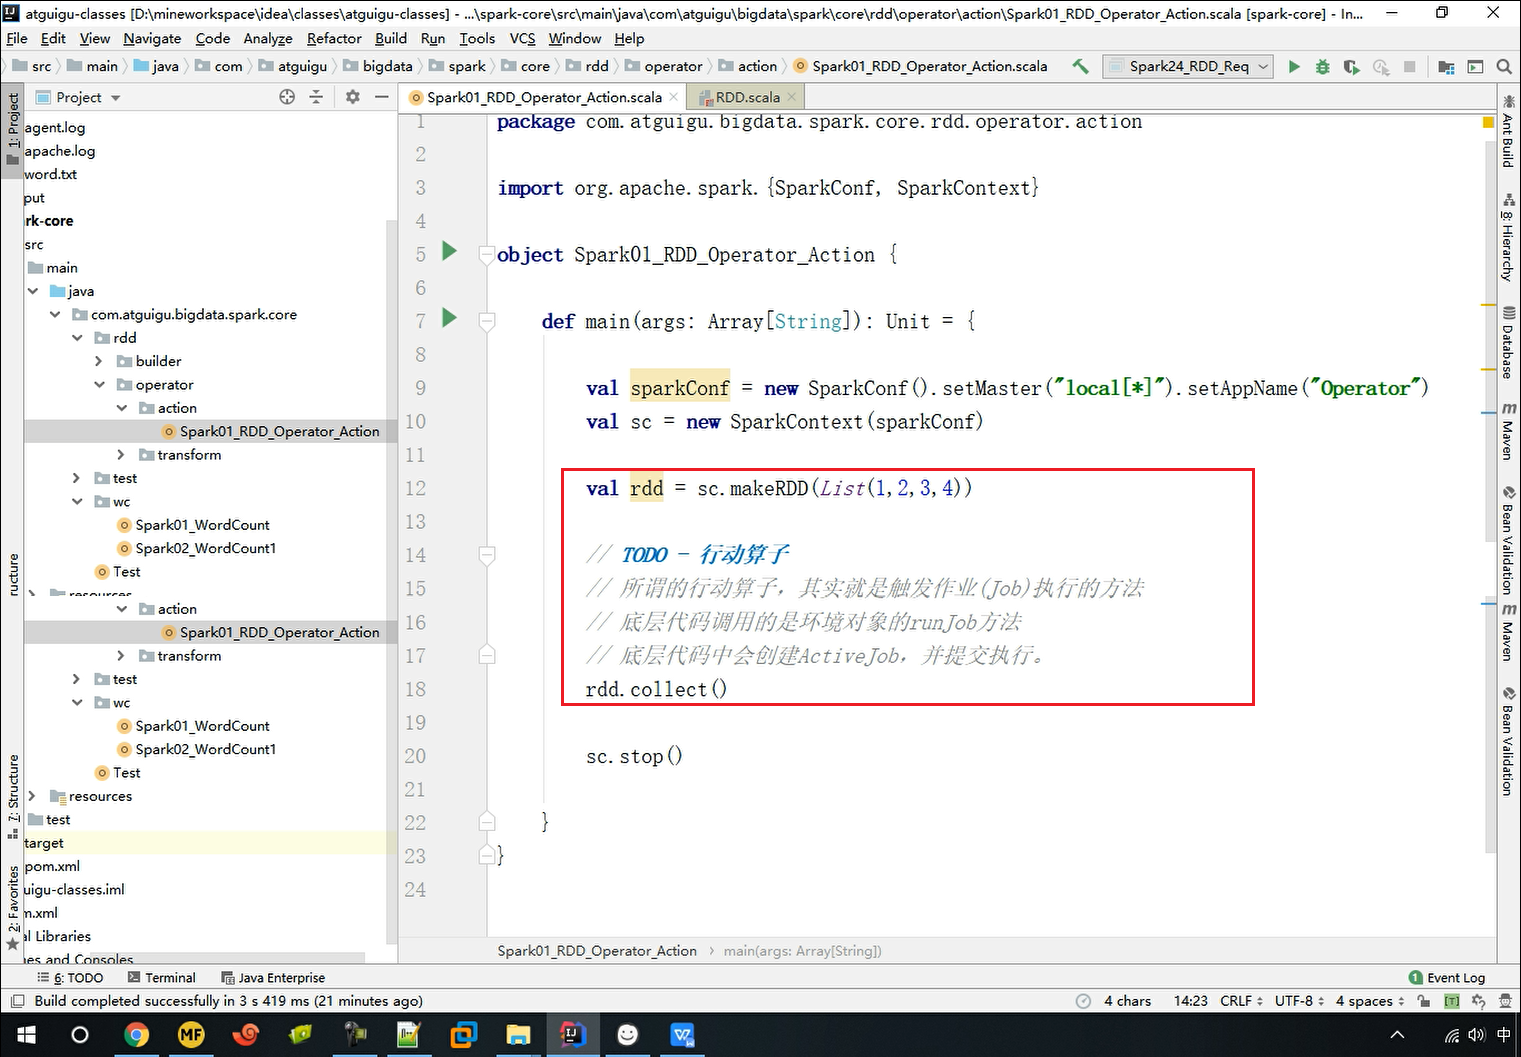 atguigu-classes [D:\mineworkspace\idea\classes\atguigu-classes] - ...\spark-core\src\main\java\com\atguigu\bigdata\spark\core\rdd\operator\action\Spark01_RDD_Operator_Action.scala [spark-core] - In...
File Edit View Navigate Code Analyze Refactor Build Run Tools VCS Window Help
src main java com atguigu bigdata spark core rdd operator action Spark01_RDD_Operator_Action.scala Spark24_RDD_Req
1: Project
Project
agent.log
apache.log
word.txt
put
rk-core
src
main
java
com.atguigu.bigdata.spark.core
rdd
builder
operator
action
Spark01_RDD_Operator_Action
transform
test
wc
Spark01_WordCount
Spark02_WordCount1
Test
resources
action
Spark01_RDD_Operator_Action
transform
test
wc
Spark01_WordCount
Spark02_WordCount1
Test
resources
test
target
pom.xml
uigu-classes.iml
m.xml
al Libraries
nes and Consoles
ructure
7: Structure
2: Favorites
Spark01_RDD_Operator_Action.scala RDD.scala
1 package com.atguigu.bigdata.spark.core.rdd.operator.action
2
3 import org.apache.spark.{SparkConf, SparkContext}
4
5 object Spark01_RDD_Operator_Action {
6
7 def main(args: Array[String]): Unit = {
8
9 val sparkConf = new SparkConf().setMaster("local[*]").setAppName("Operator")
10 val sc = new SparkContext(sparkConf)
11
12 val rdd = sc.makeRDD(List(1,2,3,4))
13
14 // TODO - 行动算子
15 // 所谓的行动算子，其实就是触发作业(Job)执行的方法
16 // 底层代码调用的是环境对象的runJob方法
17 // 底层代码中会创建ActiveJob，并提交执行。
18 rdd.collect()
19
20 sc.stop()
21
22 }
23 }
24
Spark01_RDD_Operator_Action › main(args: Array[String])
Ant Build
8: Hierarchy
Database
Maven
Bean Validation
Maven
Bean Validation
6: TODO Terminal Java Enterprise 1 Event Log
Build completed successfully in 3 s 419 ms (21 minutes ago) 4 chars 14:23 CRLF UTF-8 4 spaces
中